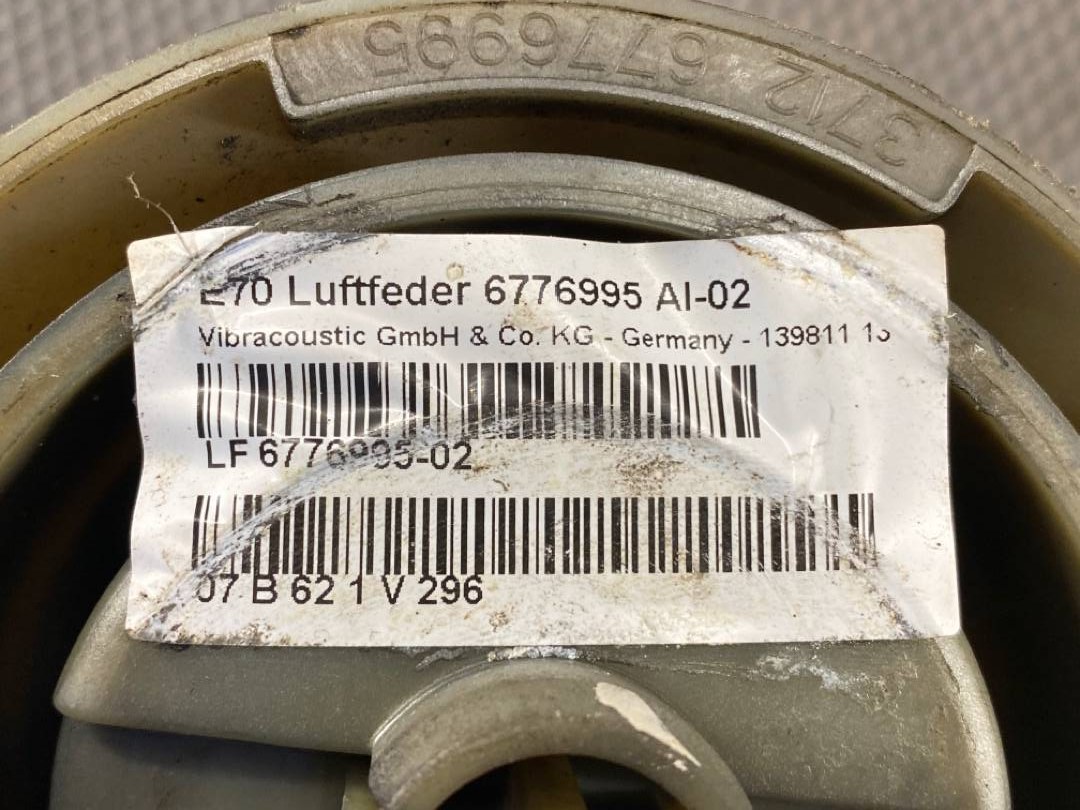 3712 6776995
E70 Luftfeder 6776995 AI-02
Vibracoustic GmbH & Co. KG - Germany - 139811
LF 6776995-02
07 B 62 1 V 296